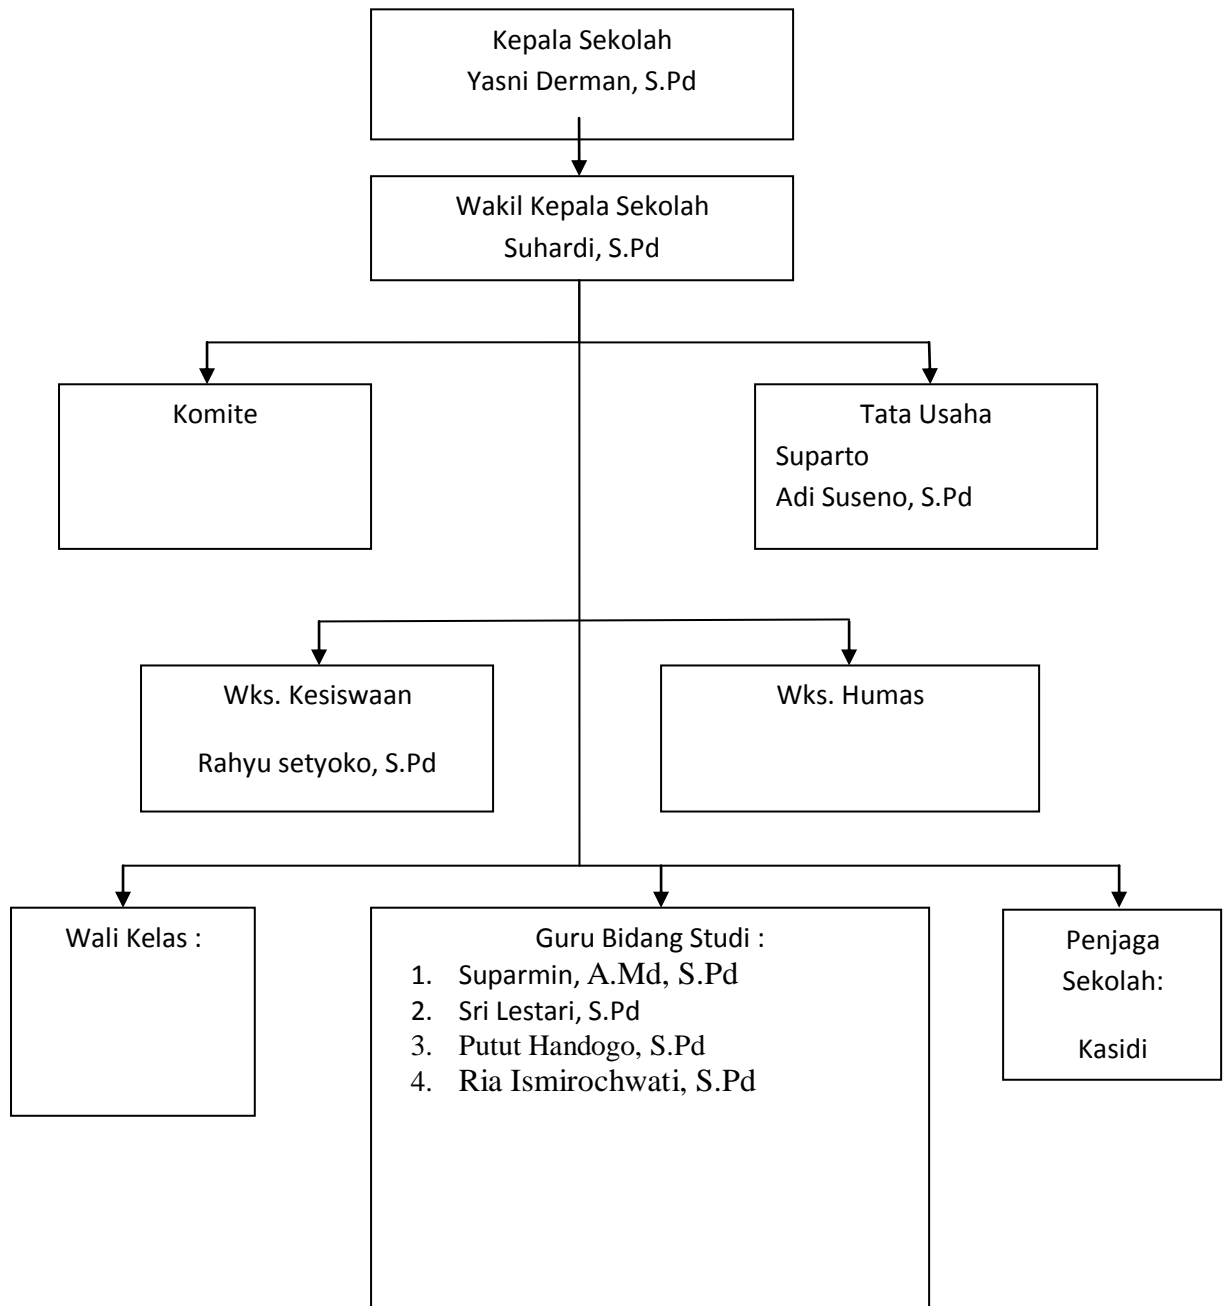 Kepala Sekolah
Yasni Derman, S.Pd
Wakil Kepala Sekolah
Suhardi, S.Pd
Komite
Tata Usaha
Suparto
Adi Suseno, S.Pd
Wks. Kesiswaan
Rahyu setyoko, S.Pd
Wks. Humas
Wali Kelas :
Guru Bidang Studi :
1. Suparmin, A.Md, S.Pd
2. Sri Lestari, S.Pd
3. Putut Handogo, S.Pd
4. Ria Ismirochwati, S.Pd
Penjaga
Sekolah:
Kasidi